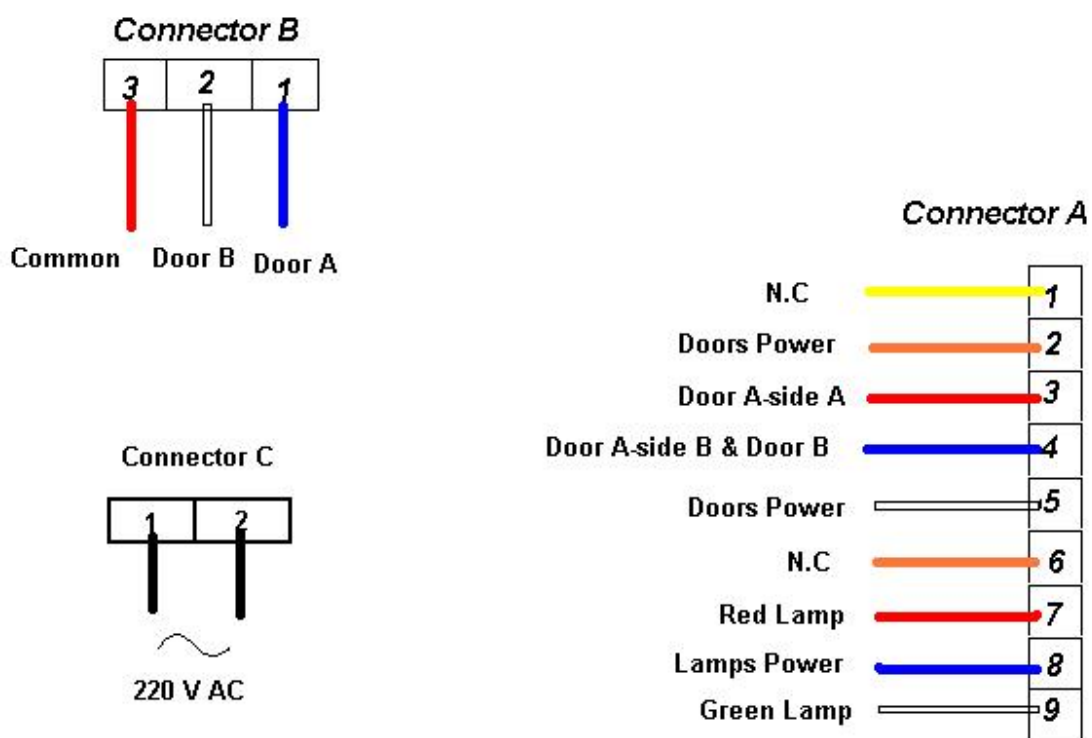 Connector B
3 2 1
Common Door B Door A
Connector C
1 2
220 V AC
Connector A
N.C 1
Doors Power 2
Door A-side A 3
Door A-side B & Door B 4
Doors Power 5
N.C 6
Red Lamp 7
Lamps Power 8
Green Lamp 9